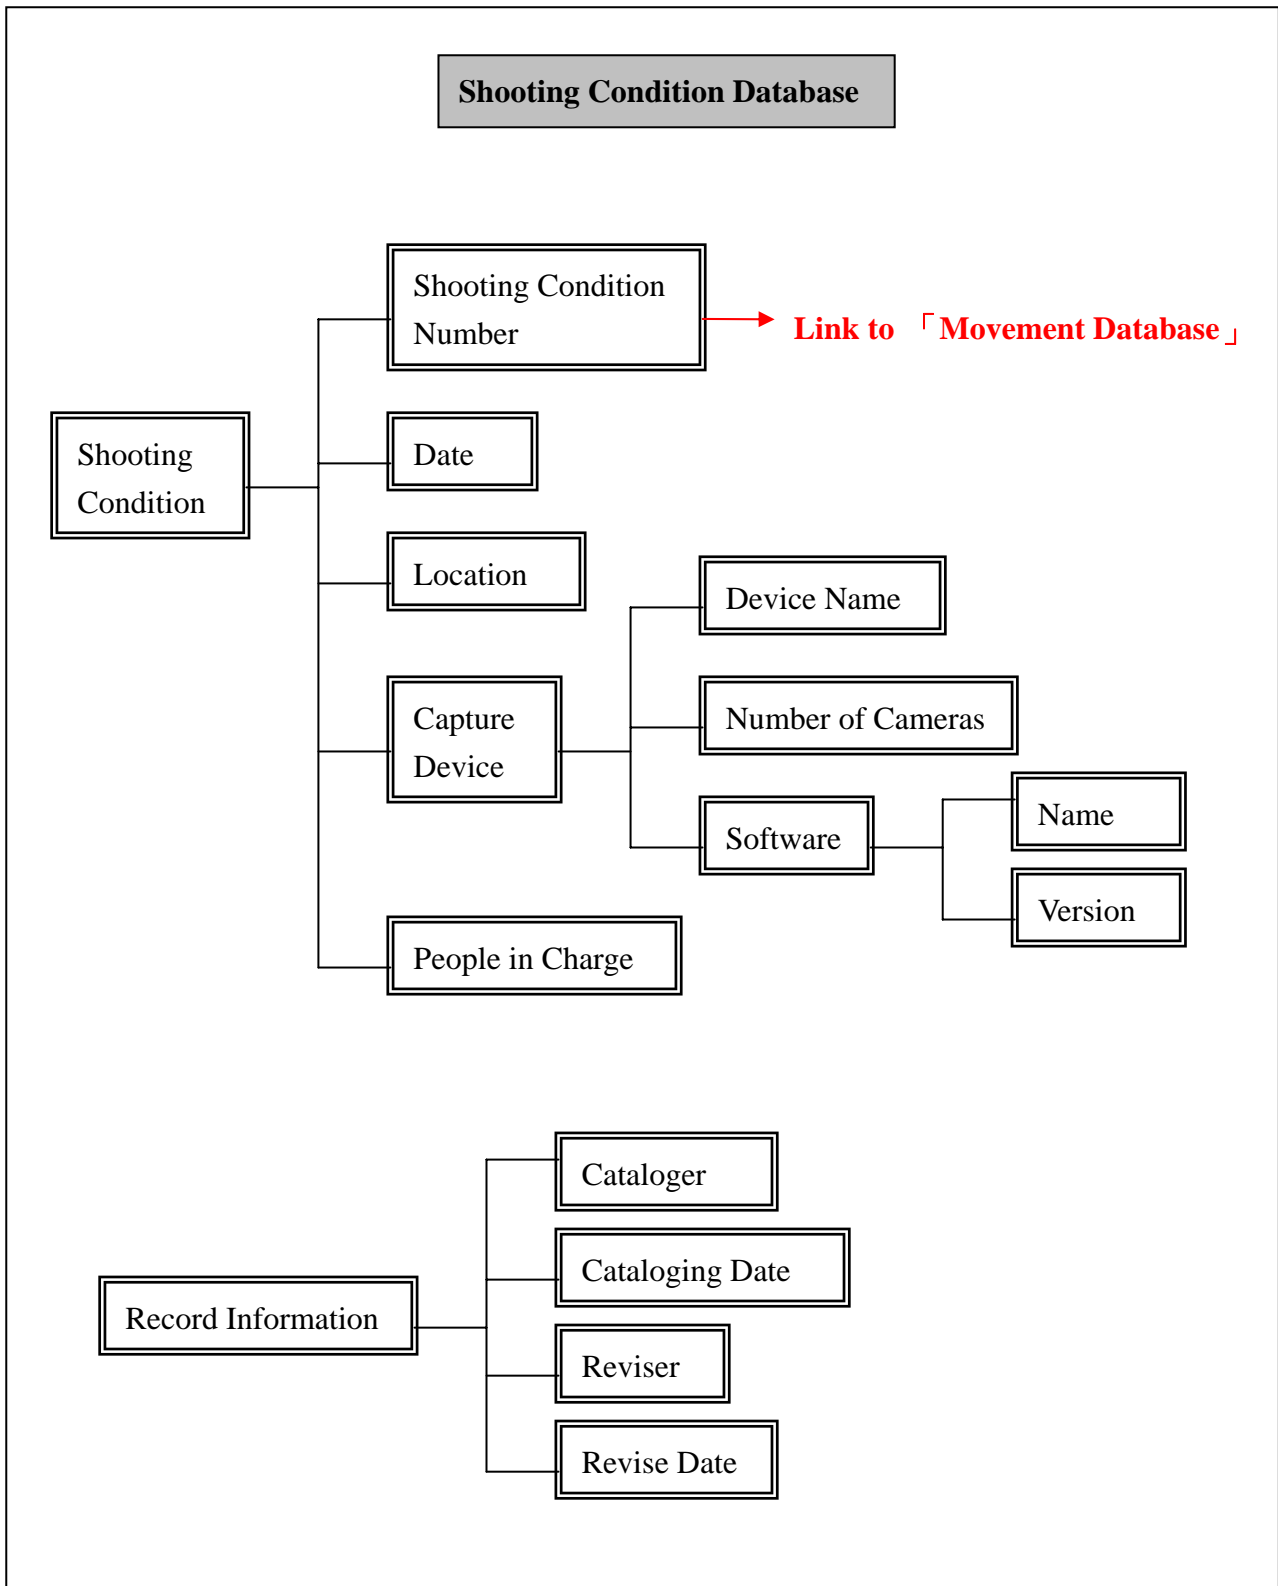 Shooting Condition Database
Shooting Condition
Number
Link to 「Movement Database」
Shooting
Condition
Date
Location
Device Name
Capture
Device
Number of Cameras
Software
Name
Version
People in Charge
Cataloger
Cataloging Date
Record Information
Reviser
Revise Date